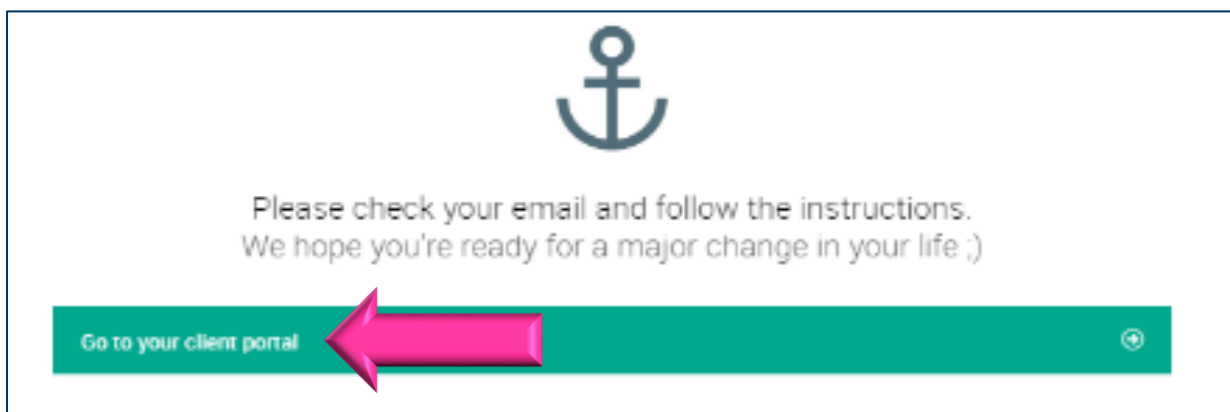 Please check your email and follow the instructions.
We hope you're ready for a major change in your life ;)
Go to your client portal